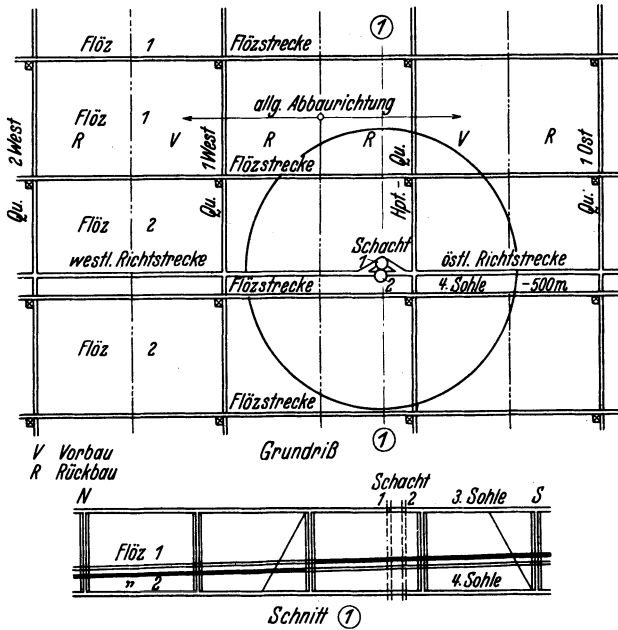 ①
Flöz 1 Flözstrecke
allg. Abbaurichtung
Flöz 1
R V R R V R
2 West 1 West Qu. 1 Ost
Flözstrecke
Qu. Qu. Hpt.- Qu.
Flöz 2
Schacht
westl. Richtstrecke 1 östl. Richtstrecke
Flözstrecke 2 4. Sohle -500m
Flöz 2
Flözstrecke
①
V Vorbau
R Rückbau
Grundriß
Schacht
N 1 2 3. Sohle S
Flöz 1
" 2 4. Sohle
Schnitt ①